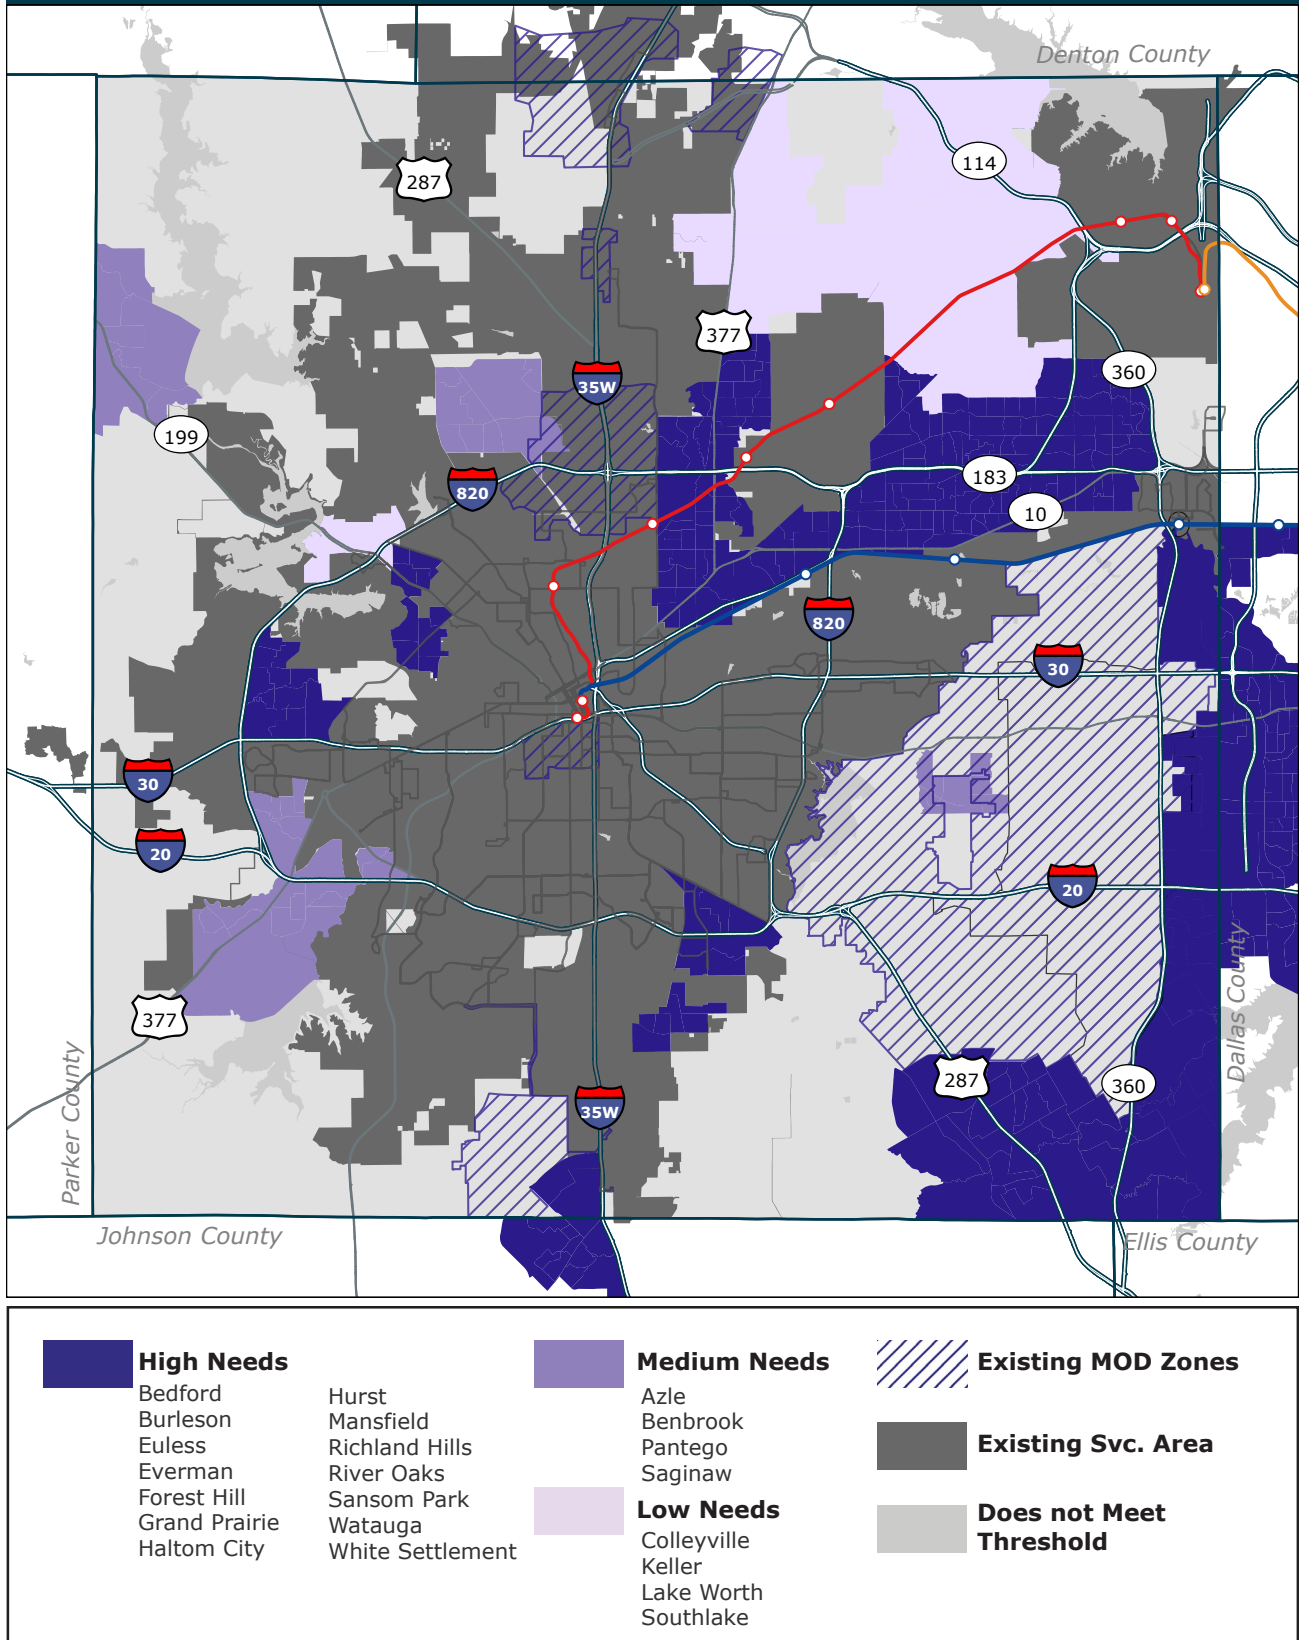 Denton County
114
287
377
35W
360
199
820
183
10
820
30
30
20
20
377
Dallas County
287
360
35W
Parker County
Johnson County
Ellis County
High Needs
Bedford
Burleson
Euless
Everman
Forest Hill
Grand Prairie
Haltom City
Hurst
Mansfield
Richland Hills
River Oaks
Sansom Park
Watauga
White Settlement
Medium Needs
Azle
Benbrook
Pantego
Saginaw
Low Needs
Colleyville
Keller
Lake Worth
Southlake
Existing MOD Zones
Existing Svc. Area
Does not Meet
Threshold